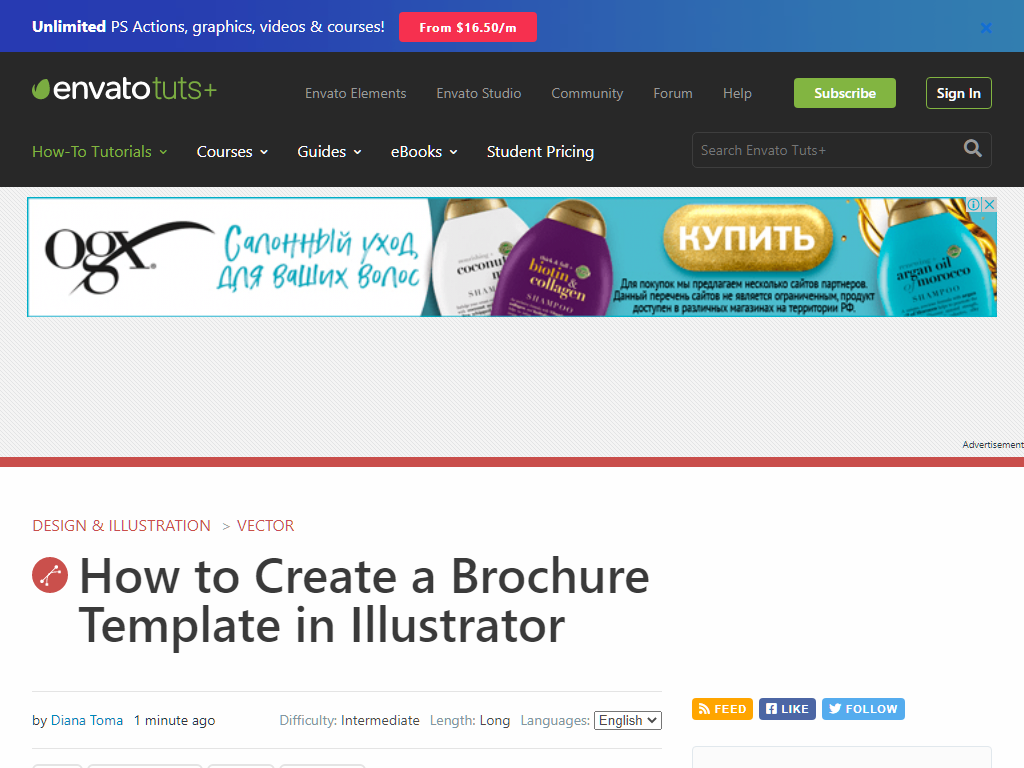 Unlimited PS Actions, graphics, videos & courses! From $16.50/m
envatotuts+
Envato Elements Envato Studio Community Forum Help Subscribe Sign In
How-To Tutorials Courses Guides eBooks Student Pricing Search Envato Tuts+
ogx®
Салонный уход
для ваших волос
coconut
SHAM
thick & full +
biotin &
collagen
SHAMPOO
КУПИТЬ
Для покупок мы предлагаем несколько сайтов партнеров.
Данный перечень сайтов не является ограниченным, продукт
доступен в различных магазинах на территории РФ.
argan oil
of morocco
SHAMPOO
Advertisement
DESIGN & ILLUSTRATION > VECTOR
How to Create a Brochure
Template in Illustrator
by Diana Toma 1 minute ago Difficulty: Intermediate Length: Long Languages: English
FEED LIKE FOLLOW